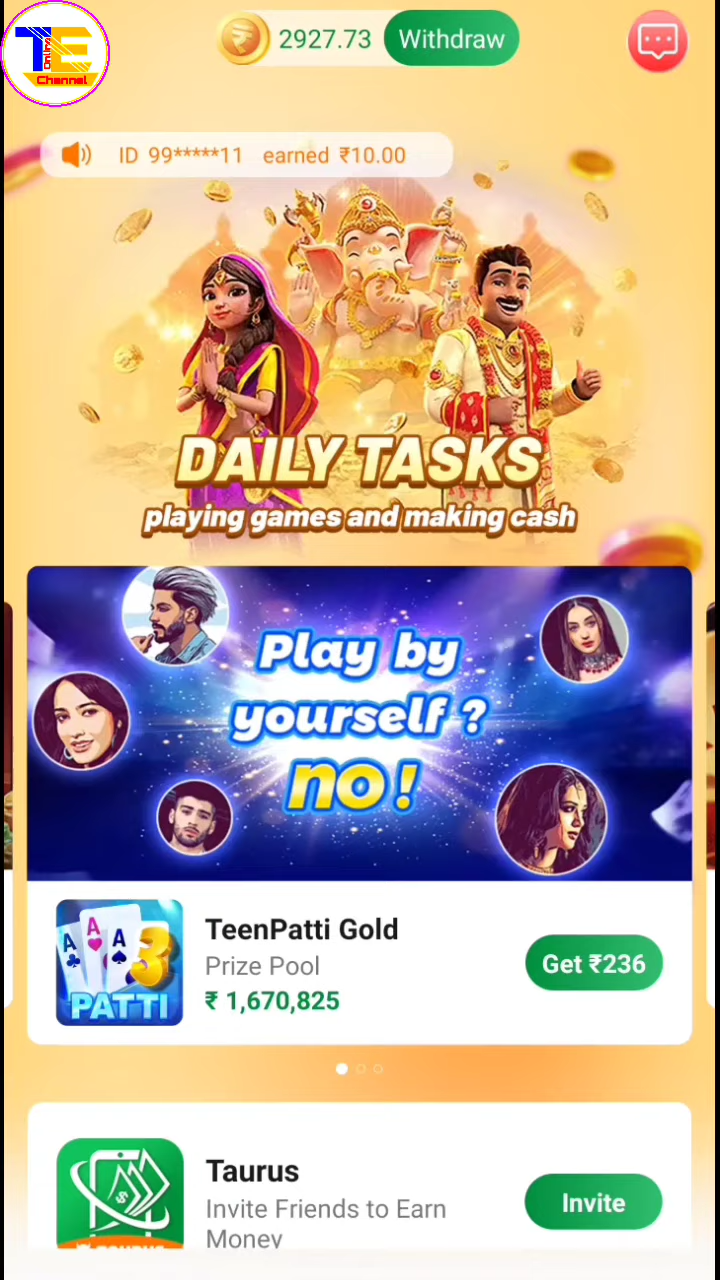 TE
Online
Channel
2927.73
Withdraw
ID 99*****11 earned ₹10.00
DAILY TASKS
playing games and making cash
Play by
yourself ?
no!
A A A 3
PATTI
TeenPatti Gold
Prize Pool
₹ 1,670,825
Get ₹236
Taurus
Invite Friends to Earn
Money
Invite